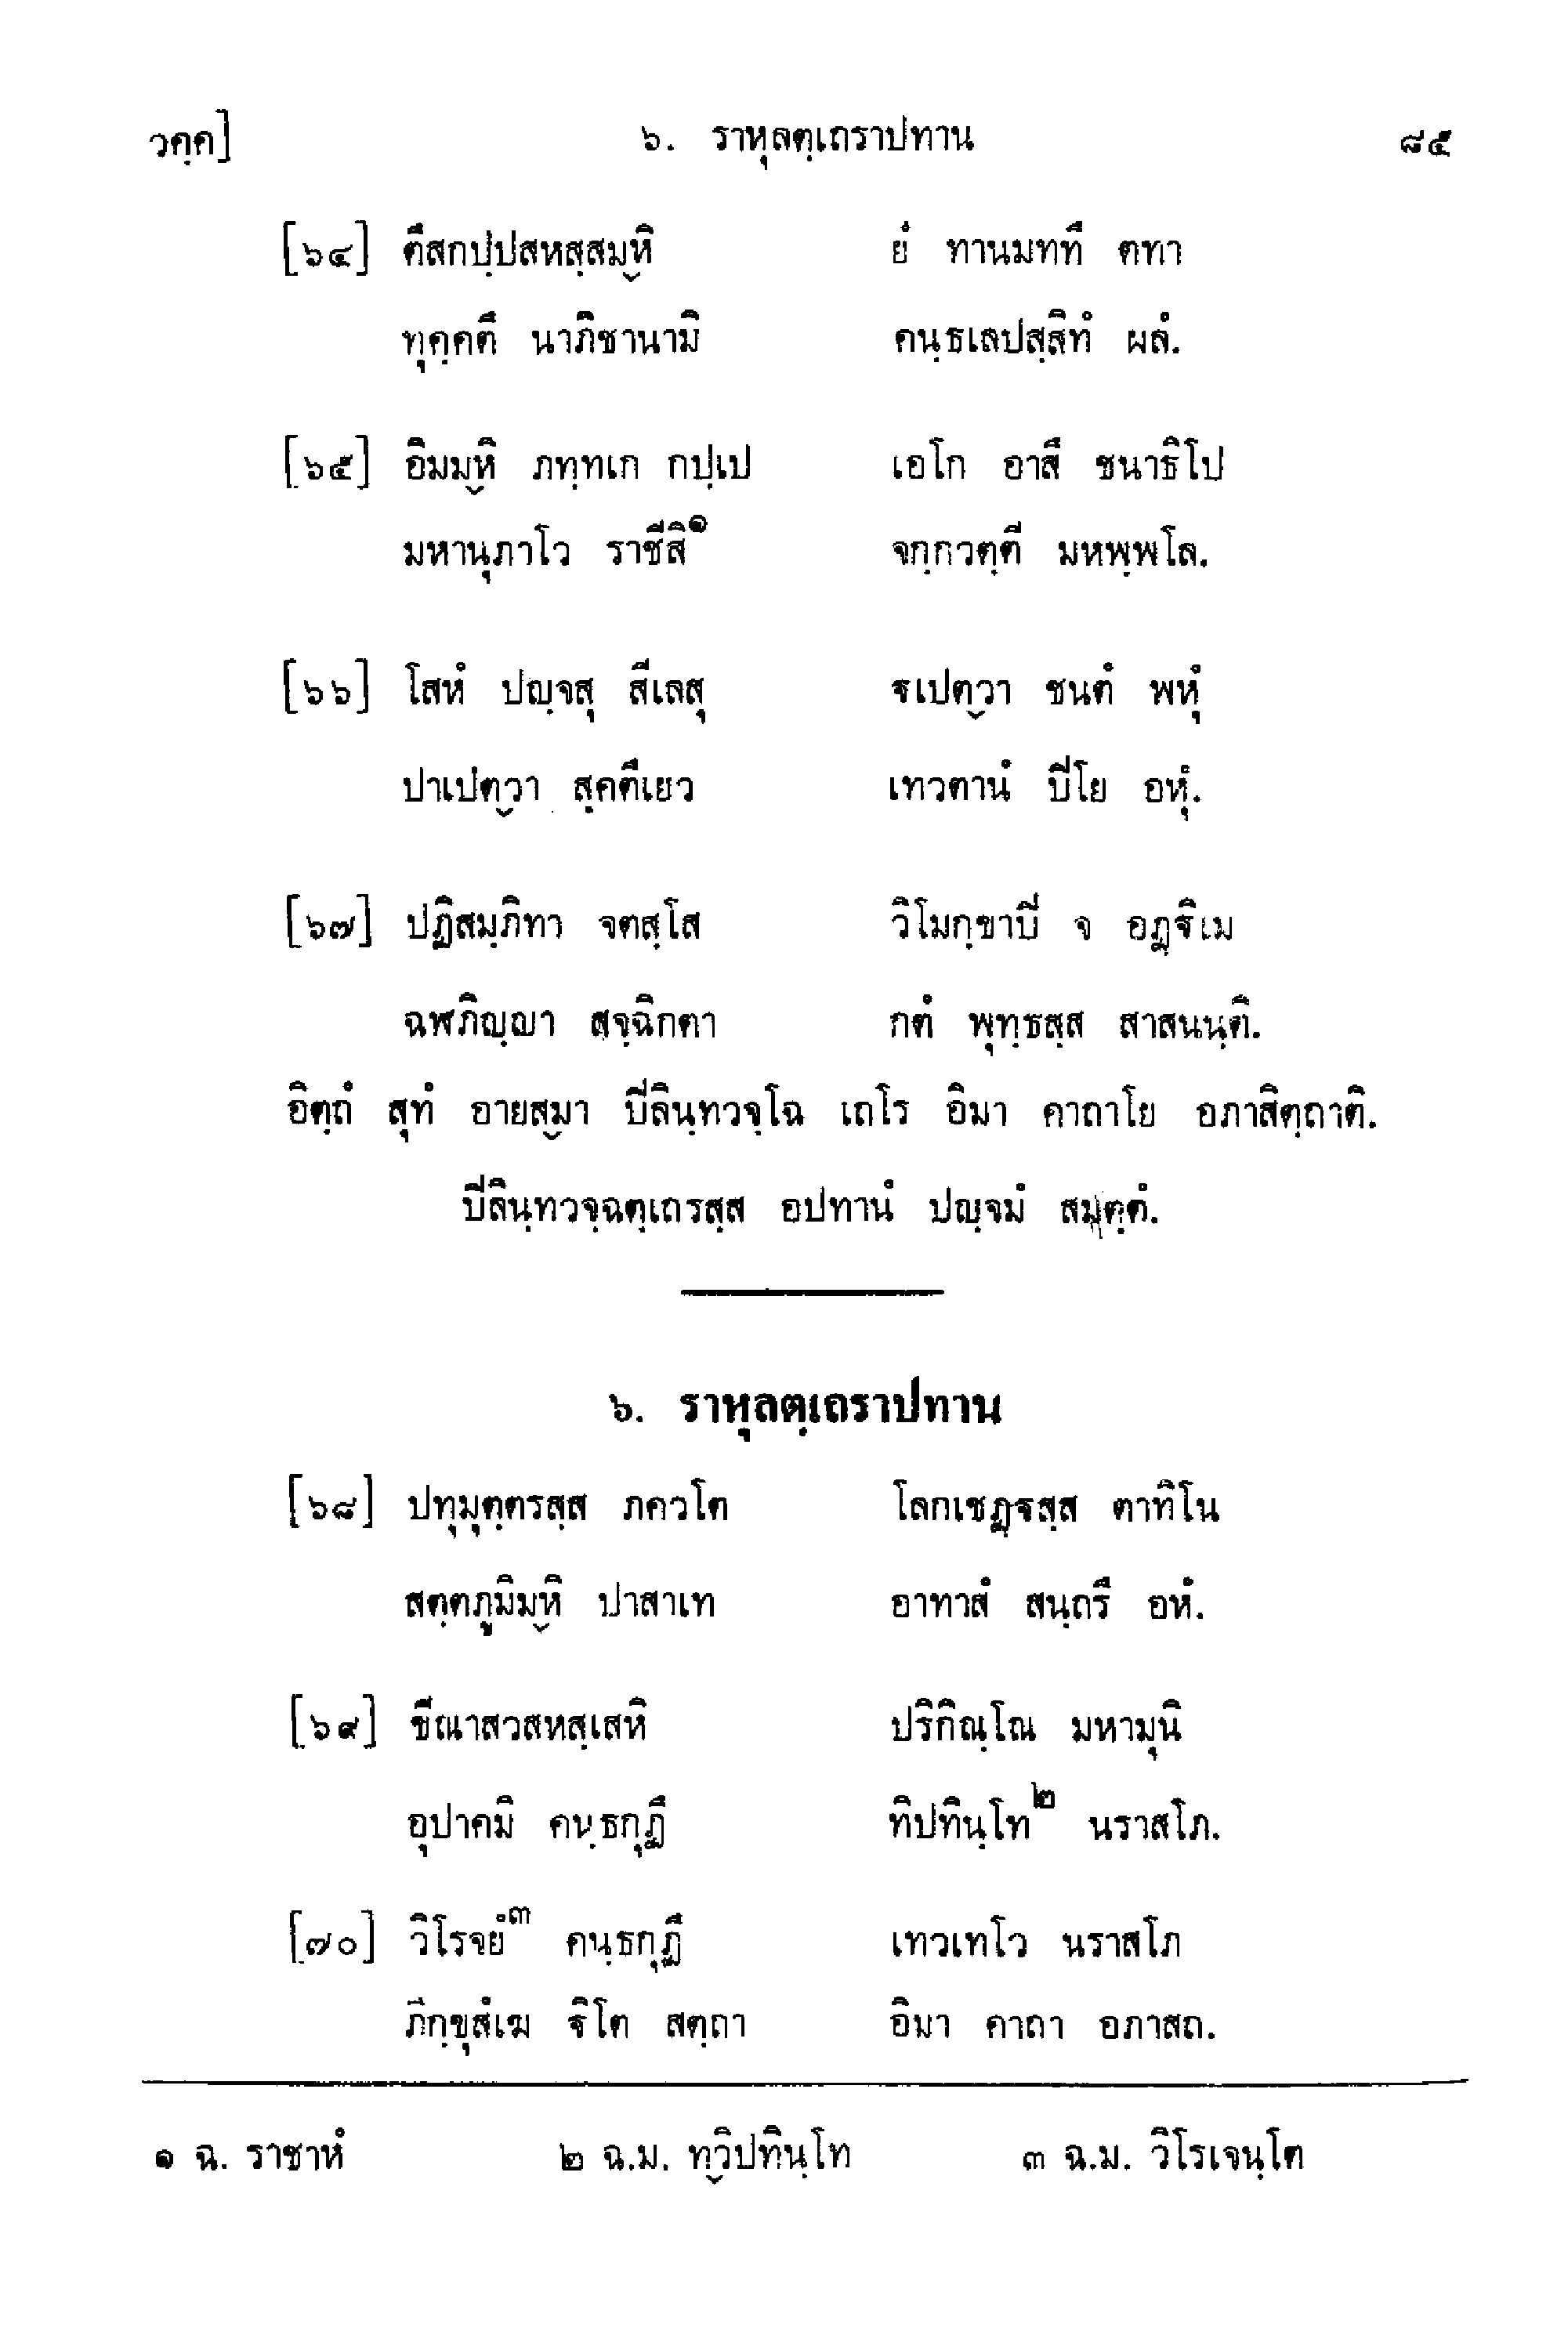 วคฺค] ๖. ราหุลตฺเถราปทาน ๘๕
[๖๔] ตึสกปฺปสหสฺสมฺหิ ยํ ทานมททึ ตทา
ทุคฺคตึ นาภิชานามิ คนฺธเลปสฺสิทํ ผลํ.
[๖๕] อิมมฺหิ ภทฺทเก กปฺเป เอโก อาสึ ชนาธิโป
มหานุภาโว ราชีสิ๑ จกฺกวตฺตี มหพฺพโล.
[๖๖] โสหํ ปญฺจสุ สีเลสุ ฐเปตฺวา ชนตํ พหุํ
ปาเปตฺวา สุคตึเยว เทวตานํ ปิโย อหุํ.
[๖๗] ปฏิสมฺภิทา จตสฺโส วิโมกฺขาปิ จ อฏฺฐิเม
ฉฬภิญฺญา สจฺฉิกตา กตํ พุทฺธสฺส สาสนนฺติ.
อิตฺถํ สุทํ อายสฺมา ปิลินฺทวจฺโฉ เถโร อิมา คาถาโย อภาสิตฺถาติ.
ปิลินฺทวจฺฉตฺเถรสฺส อปทานํ ปญฺจมํ สมตฺตํ.
๖. ราหุลตฺเถราปทาน
[๖๘] ปทุมุตฺตรสฺส ภควโต โลกเชฏฺฐสฺส ตาทิโน
สตฺตภูมิมฺหิ ปาสาเท อาทาสํ สนฺถรึ อหํ.
[๖๙] ขีณาสวสหสฺเสหิ ปริกิณฺโณ มหามุนิ
อุปาคมิ คนฺธกุฏึ ทิปทินฺโท๒ นราสโภ.
[๗๐] วิโรจยํ๓ คนฺธกุฏึ เทวเทโว นราสโภ
ภิกฺขุสํเฆ ฐิโต สตฺถา อิมา คาถา อภาสถ.
๑ ฉ. ราชาหํ ๒ ฉ.ม. ทฺวิปทินฺโท ๓ ฉ.ม. วิโรเจนฺโต